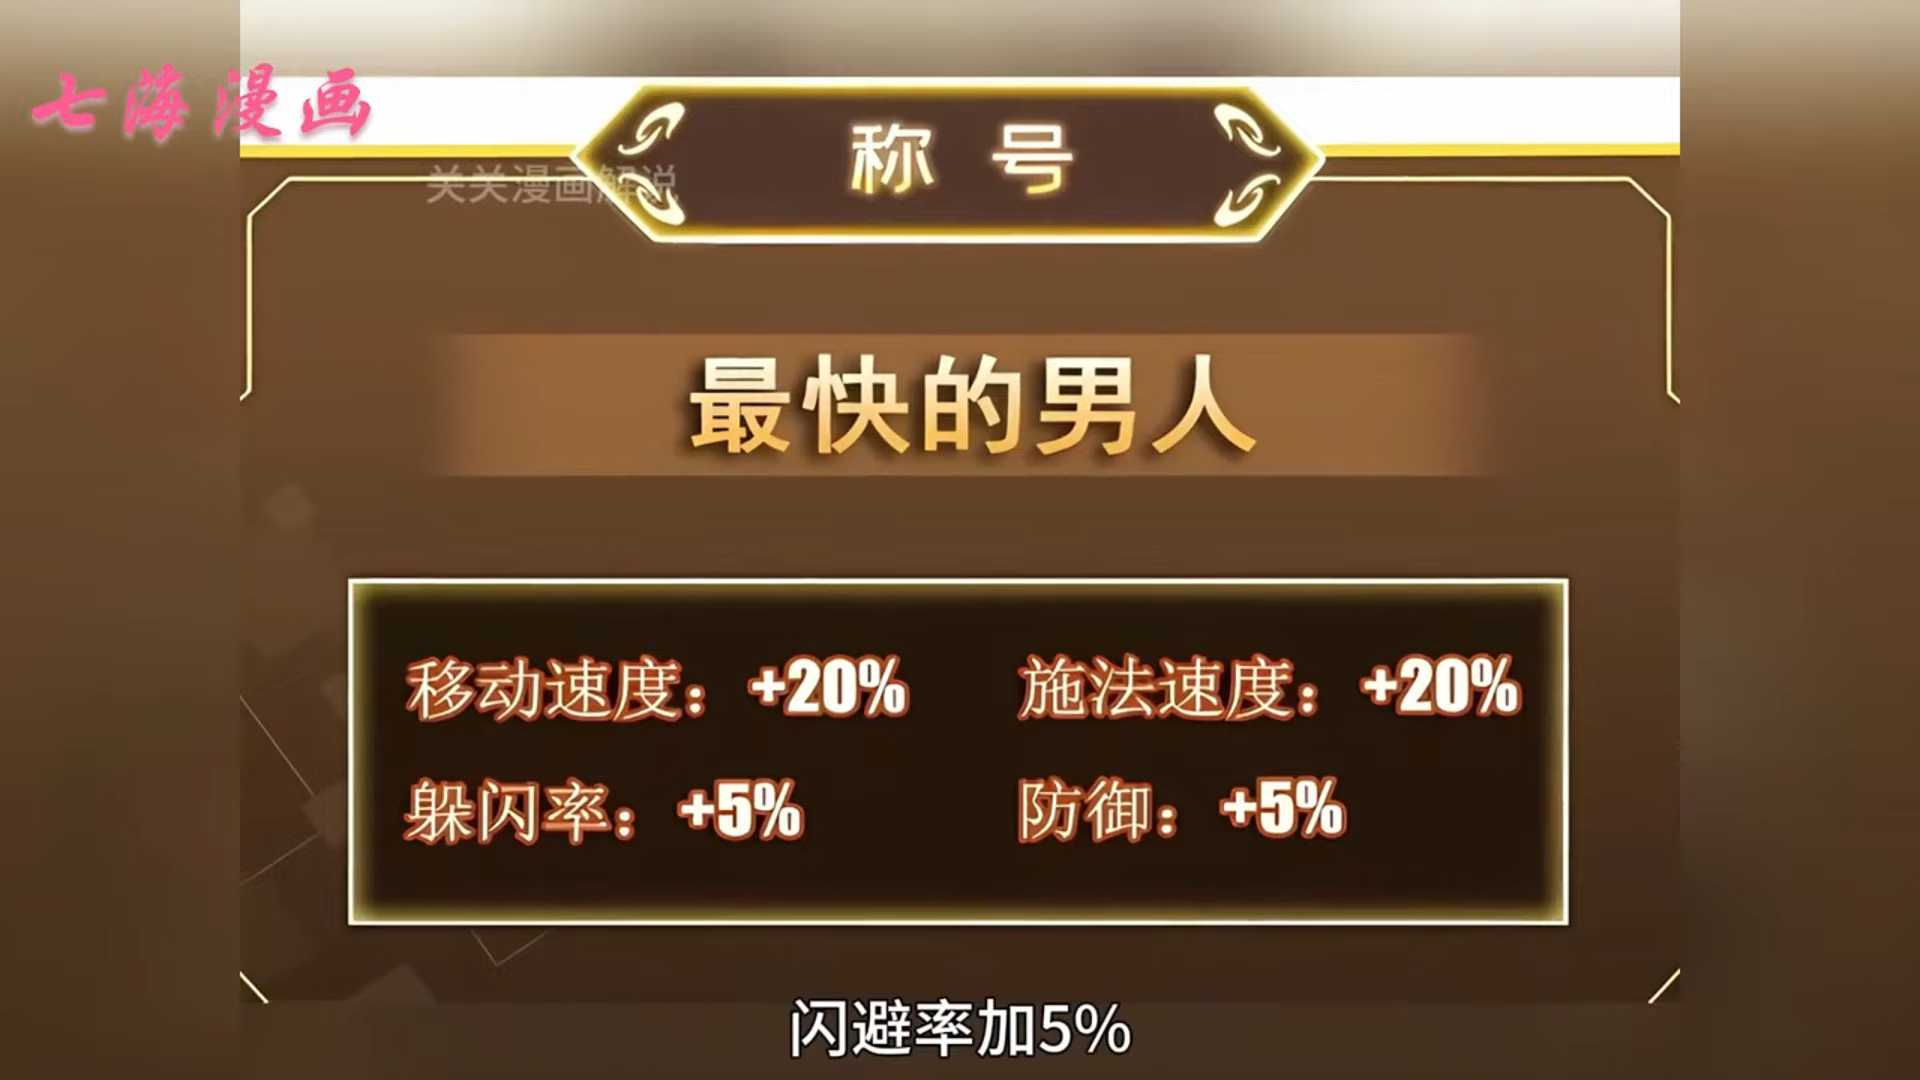 七海漫画
称号
关关漫画解说
最快的男人
移动速度：+20% 施法速度：+20%
躲闪率：+5% 防御：+5%
闪避率加5%